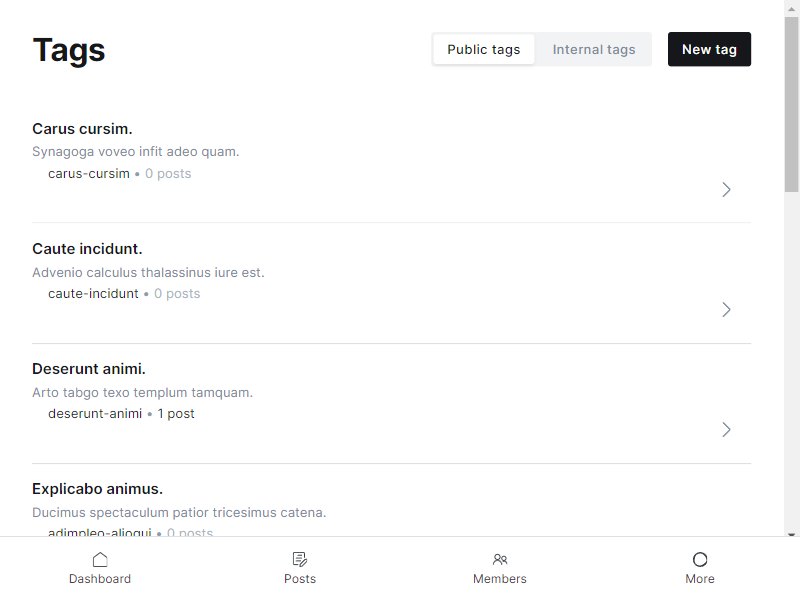 Tags
Public tags
Internal tags
New tag
Carus cursim.
Synagoga voveo infit adeo quam.
carus-cursim • 0 posts
Caute incidunt.
Advenio calculus thalassinus iure est.
caute-incidunt • 0 posts
Deserunt animi.
Arto tabgo texo templum tamquam.
deserunt-animi • 1 post
Explicabo animus.
Ducimus spectaculum patior tricesimus catena.
adimpleo-alioqui • 0 posts
Dashboard
Posts
Members
More